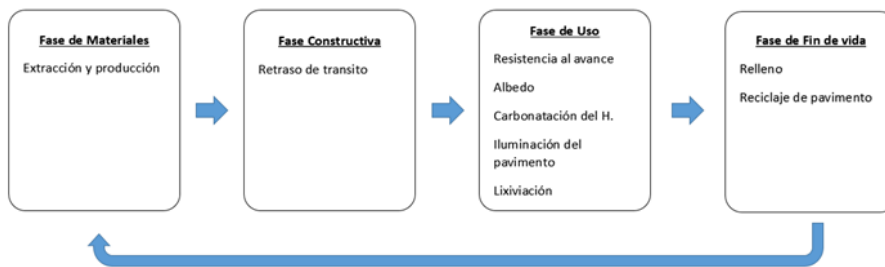 Fase de Materiales
Extracción y producción
Fase Constructiva
Retraso de transito
Fase de Uso
Resistencia al avance
Albedo
Carbonatación del H.
Iluminación del
pavimento
Lixiviación
Fase de Fin de vida
Relleno
Reciclaje de pavimento